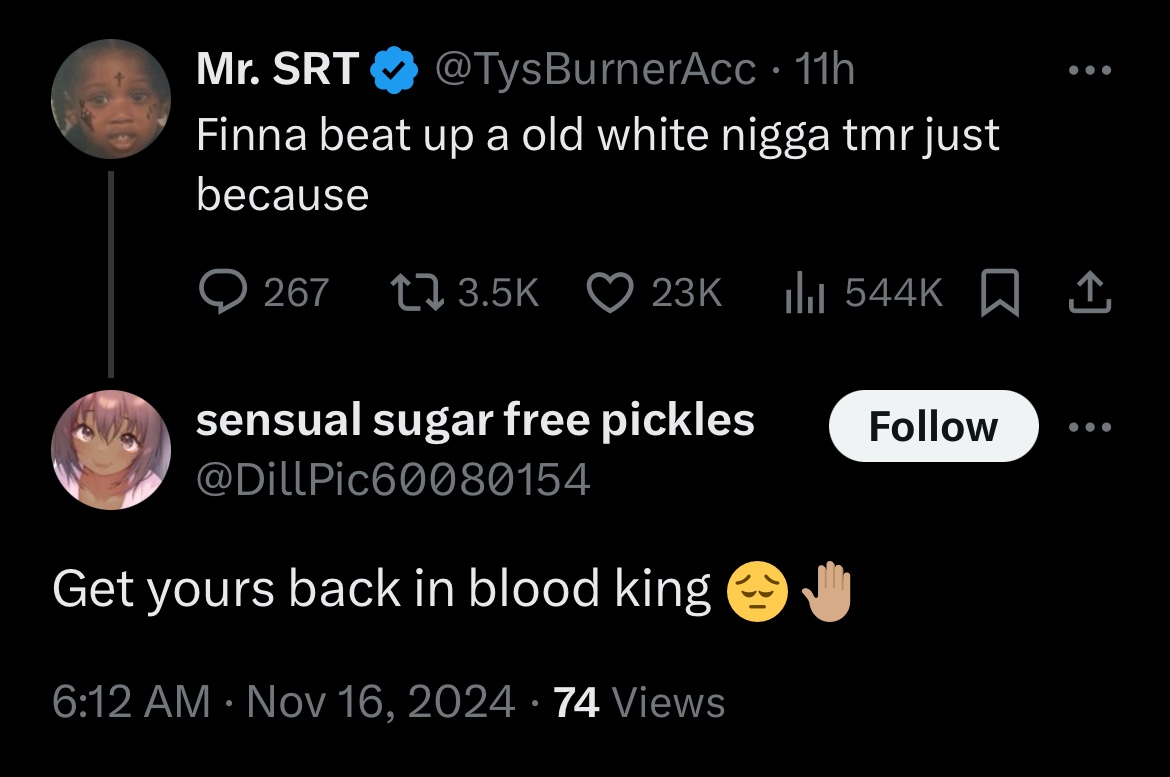 Mr. SRT @TysBurnerAcc · 11h
Finna beat up a old white nigga tmr just
because
267 3.5K 23K 544K
sensual sugar free pickles
Follow
@DillPic60080154
Get yours back in blood king 😔🤚🏼
6:12 AM · Nov 16, 2024 · 74 Views